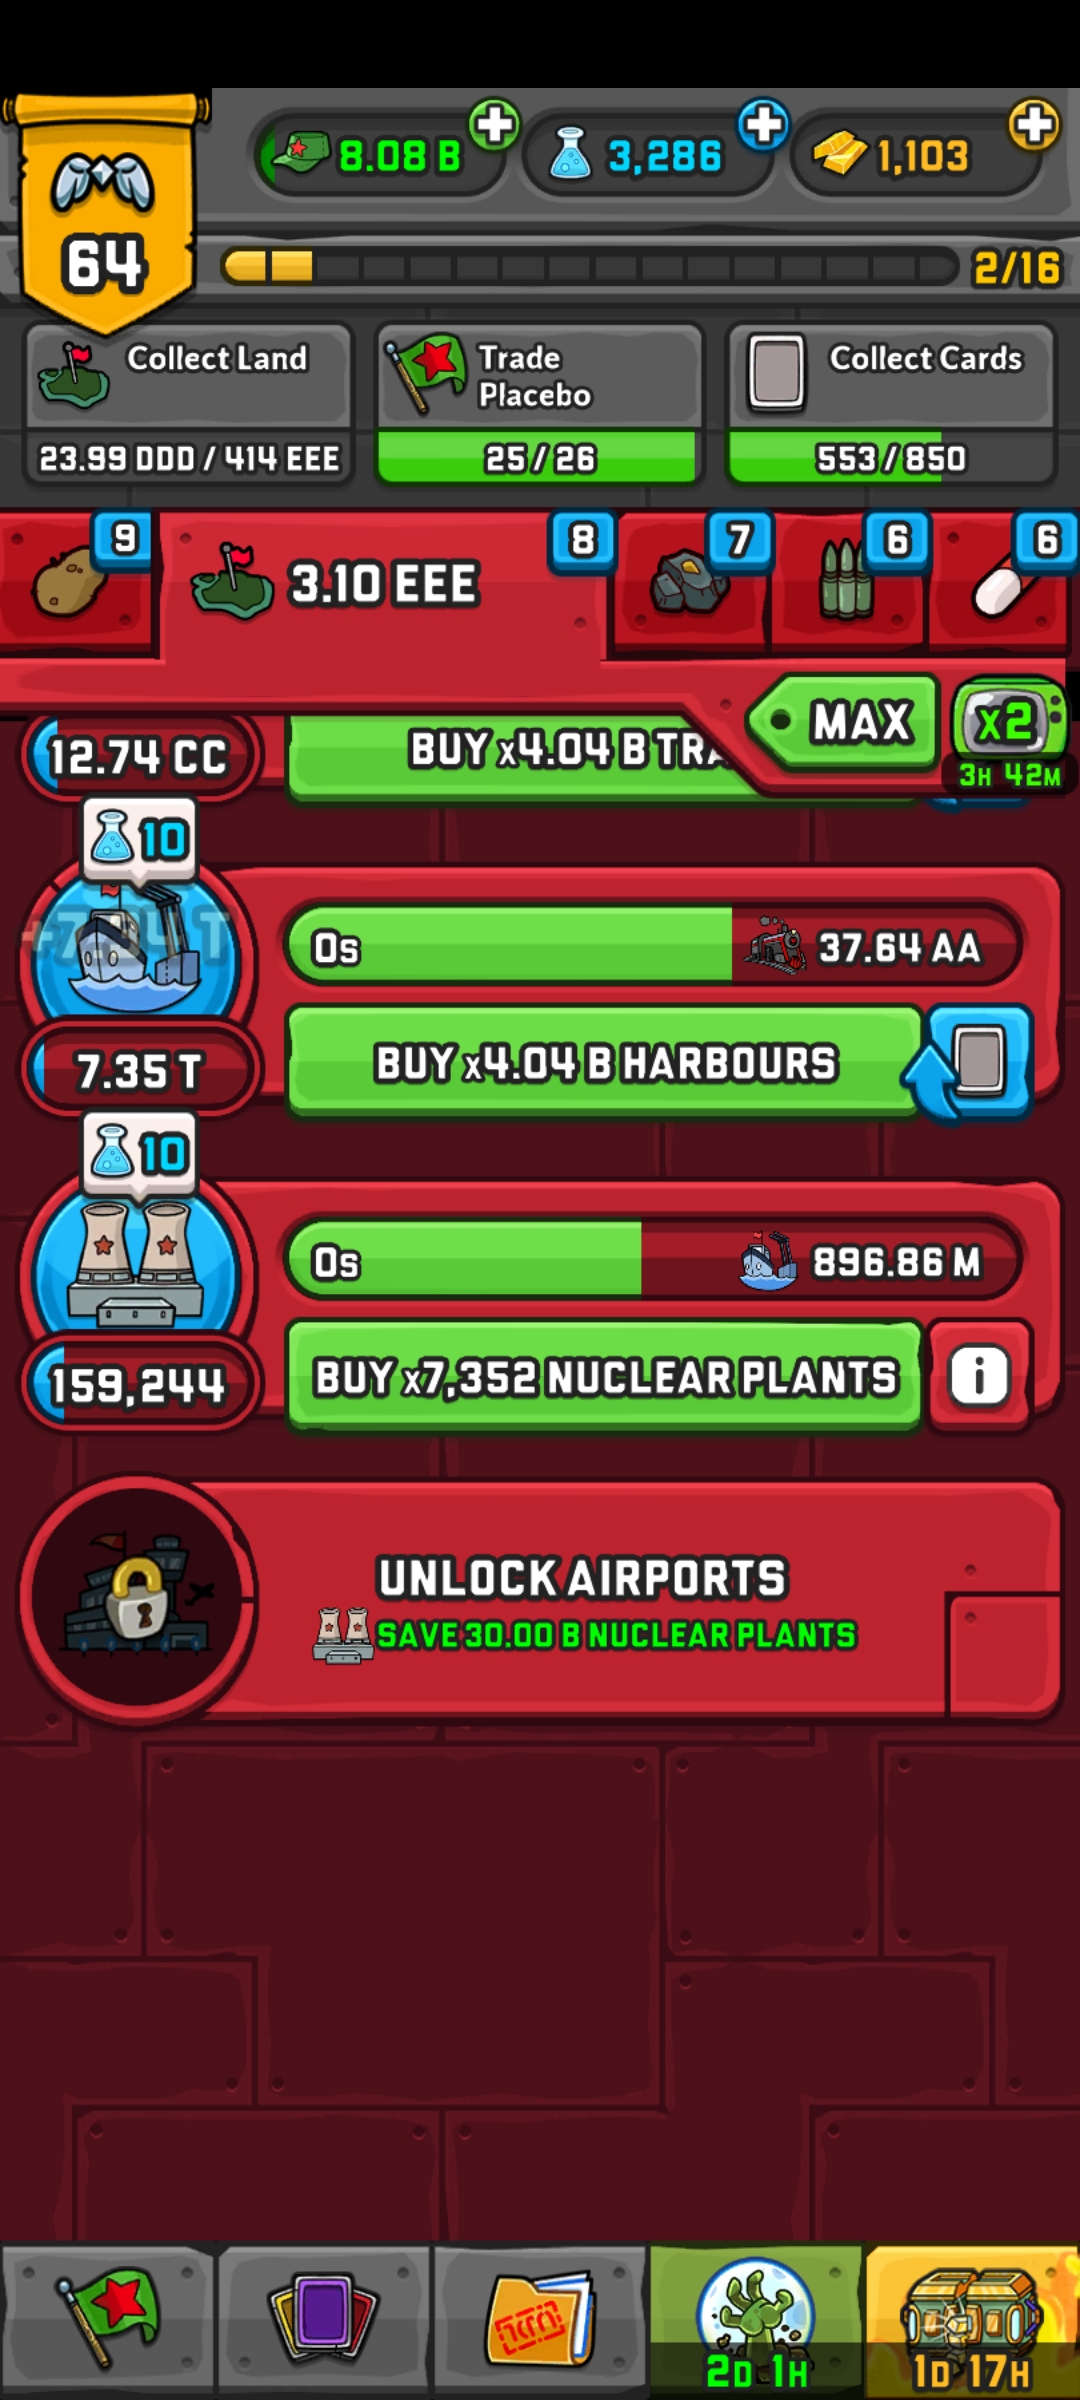 64
8.08 B
3,286
1,103
2/16
Collect Land
23.99 DDD / 414 EEE
Trade
Placebo
25 / 26
Collect Cards
553 / 850
9
3.10 EEE
8
7
6
6
MAX
x2
3H 42M
12.74 CC
BUY x4.04 B TRA
10
+7.34 T
0s
37.64 AA
7.35 T
BUY x4.04 B HARBOURS
10
0s
896.86 M
159,244
BUY x7,352 NUCLEAR PLANTS
i
UNLOCK AIRPORTS
SAVE 30.00 B NUCLEAR PLANTS
2D 1H
1D 17H